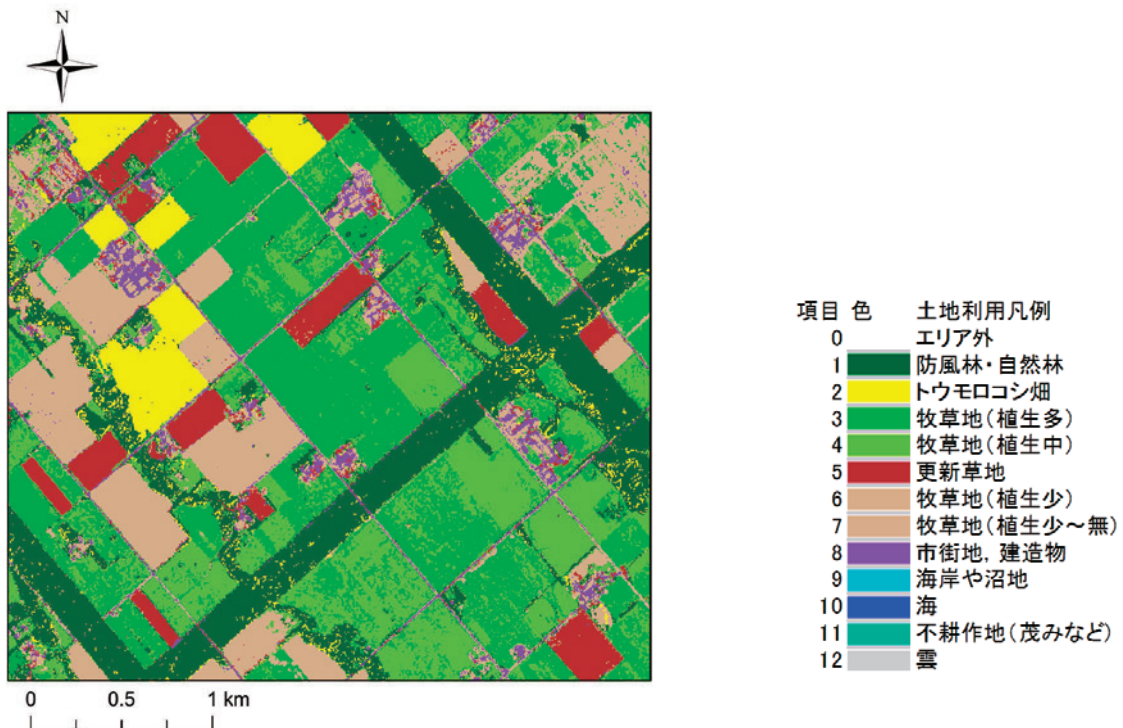 N
項目 色 土地利用凡例
0 エリア外
1 防風林・自然林
2 トウモロコシ畑
3 牧草地(植生多)
4 牧草地(植生中)
5 更新草地
6 牧草地(植生少)
7 牧草地(植生少～無)
8 市街地, 建造物
9 海岸や沼地
10 海
11 不耕作地(茂みなど)
12 雲
0 0.5 1 km